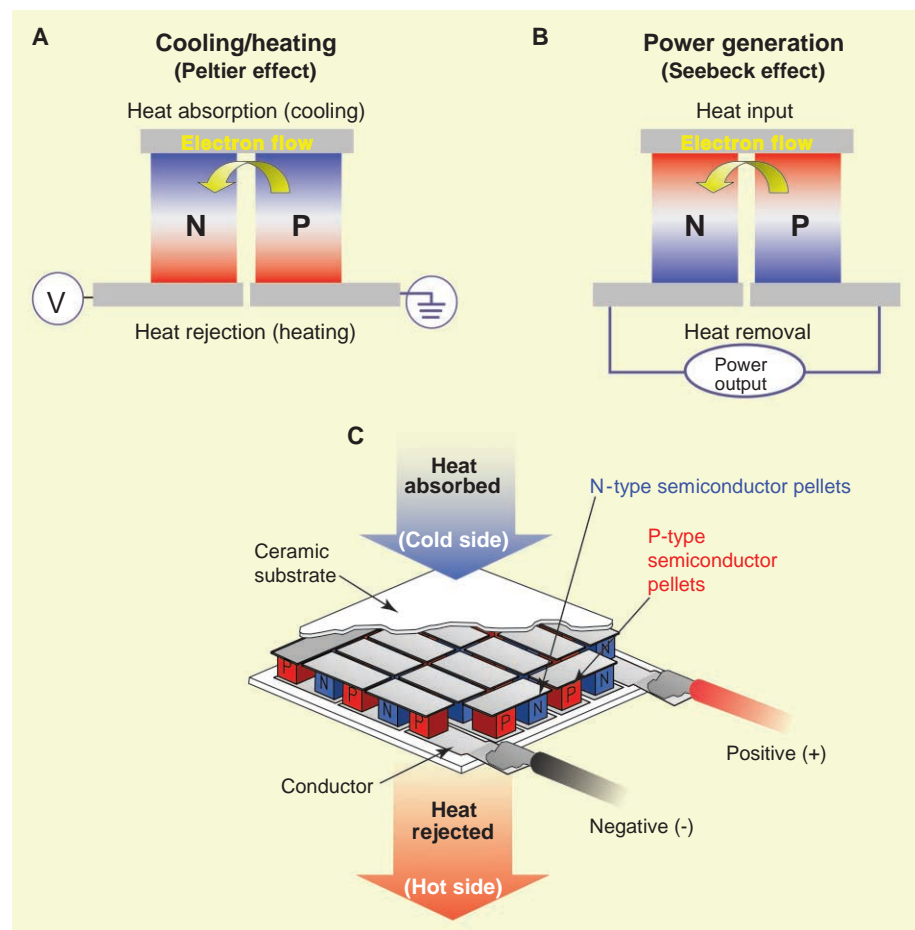 A
Cooling/heating
(Peltier effect)
Heat absorption (cooling)
Electron flow
N
P
V
Heat rejection (heating)
B
Power generation
(Seebeck effect)
Heat input
Electron flow
N
P
Heat removal
Power
output
C
Heat
absorbed
(Cold side)
N-type semiconductor pellets
P-type
semiconductor
pellets
Ceramic
substrate
P
N
P
N
P
P
N
P
N
N
Positive (+)
Conductor
Negative (-)
Heat
rejected
(Hot side)